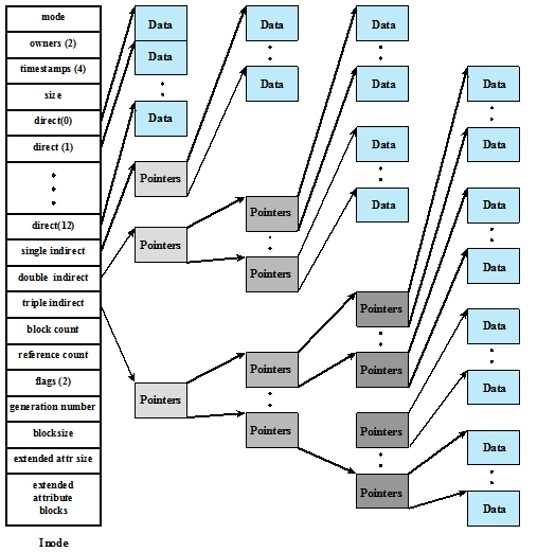 mode
owners (2)
timestamps (4)
size
direct(0)
direct (1)
direct(12)
single indirect
double indirect
triple indirect
block count
reference count
flags (2)
generation number
blocksize
extended attr size
extended
attribute
blocks
Inode
Data
Data
Data
Pointers
Pointers
Pointers
Data
Data
Pointers
Pointers
Pointers
Pointers
Data
Data
Data
Data
Pointers
Pointers
Pointers
Pointers
Data
Data
Data
Data
Data
Data
Data
Data